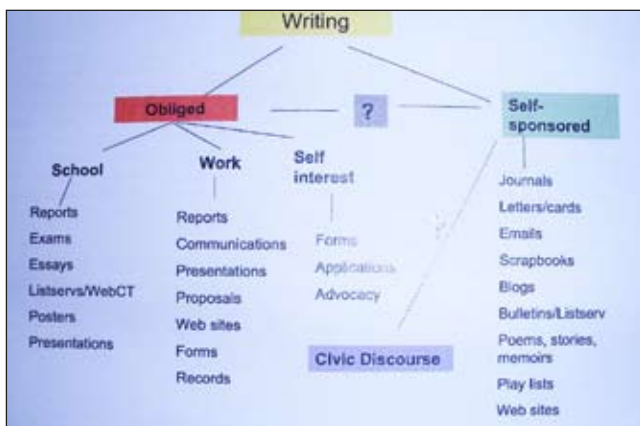 Writing
Obliged
?
Self-
sponsored
School
Reports
Exams
Essays
Listservs/WebCT
Posters
Presentations
Work
Reports
Communications
Presentations
Proposals
Web sites
Forms
Records
Self
interest
Forms
Applications
Advocacy
Civic Discourse
Journals
Letters/cards
Emails
Scrapbooks
Blogs
Bulletins/Listserv
Poems, stories,
memoirs
Play lists
Web sites